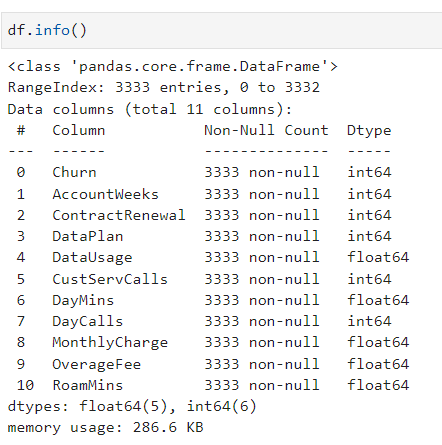 df.info()
<class 'pandas.core.frame.DataFrame'>
RangeIndex: 3333 entries, 0 to 3332
Data columns (total 11 columns):
 #   Column           Non-Null Count  Dtype
---  ------           --------------  -----
 0   Churn            3333 non-null   int64
 1   AccountWeeks     3333 non-null   int64
 2   ContractRenewal  3333 non-null   int64
 3   DataPlan         3333 non-null   int64
 4   DataUsage        3333 non-null   float64
 5   CustServCalls    3333 non-null   int64
 6   DayMins          3333 non-null   float64
 7   DayCalls         3333 non-null   int64
 8   MonthlyCharge    3333 non-null   float64
 9   OverageFee       3333 non-null   float64
 10  RoamMins         3333 non-null   float64
dtypes: float64(5), int64(6)
memory usage: 286.6 KB